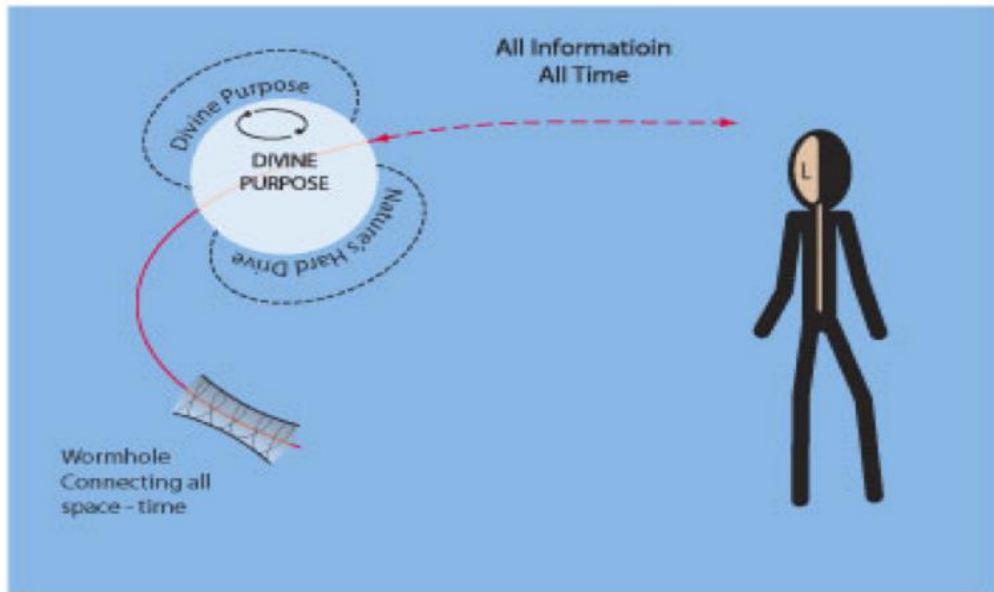 All Informatioin
All Time
Divine Purpose
DIVINE
PURPOSE
Nature's Hard Drive
L
Wormhole
Connecting all
space - time